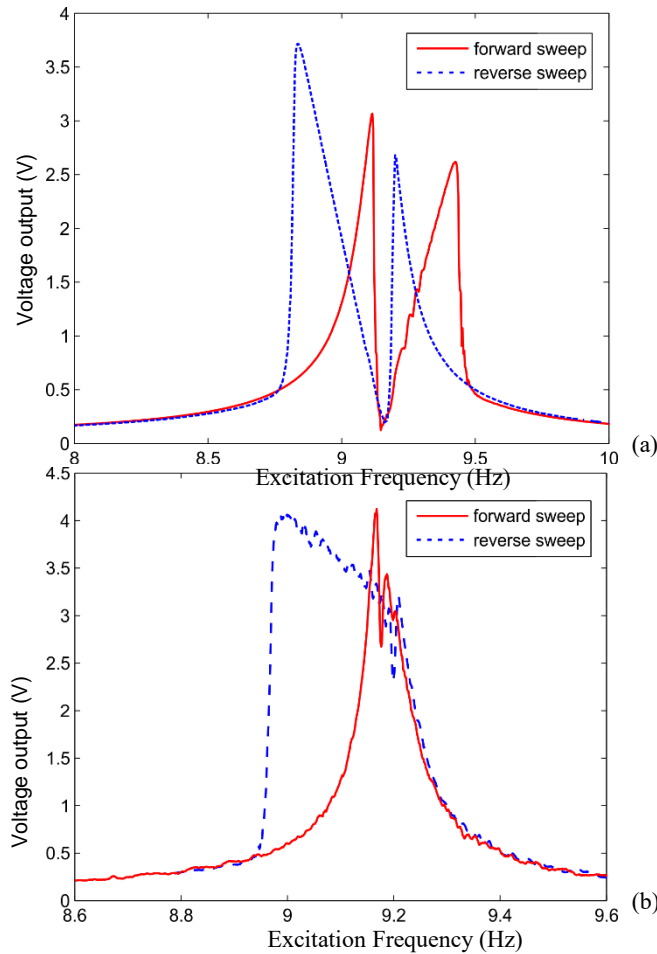 4
3.5
3
2.5
2
1.5
1
0.5
0
Voltage output (V)
forward sweep
reverse sweep
8 8.5 9 9.5 10
Excitation Frequency (Hz)
(a)
4.5
4
3.5
3
2.5
2
1.5
1
0.5
0
Voltage output (V)
forward sweep
reverse sweep
8.6 8.8 9 9.2 9.4 9.6
Excitation Frequency (Hz)
(b)